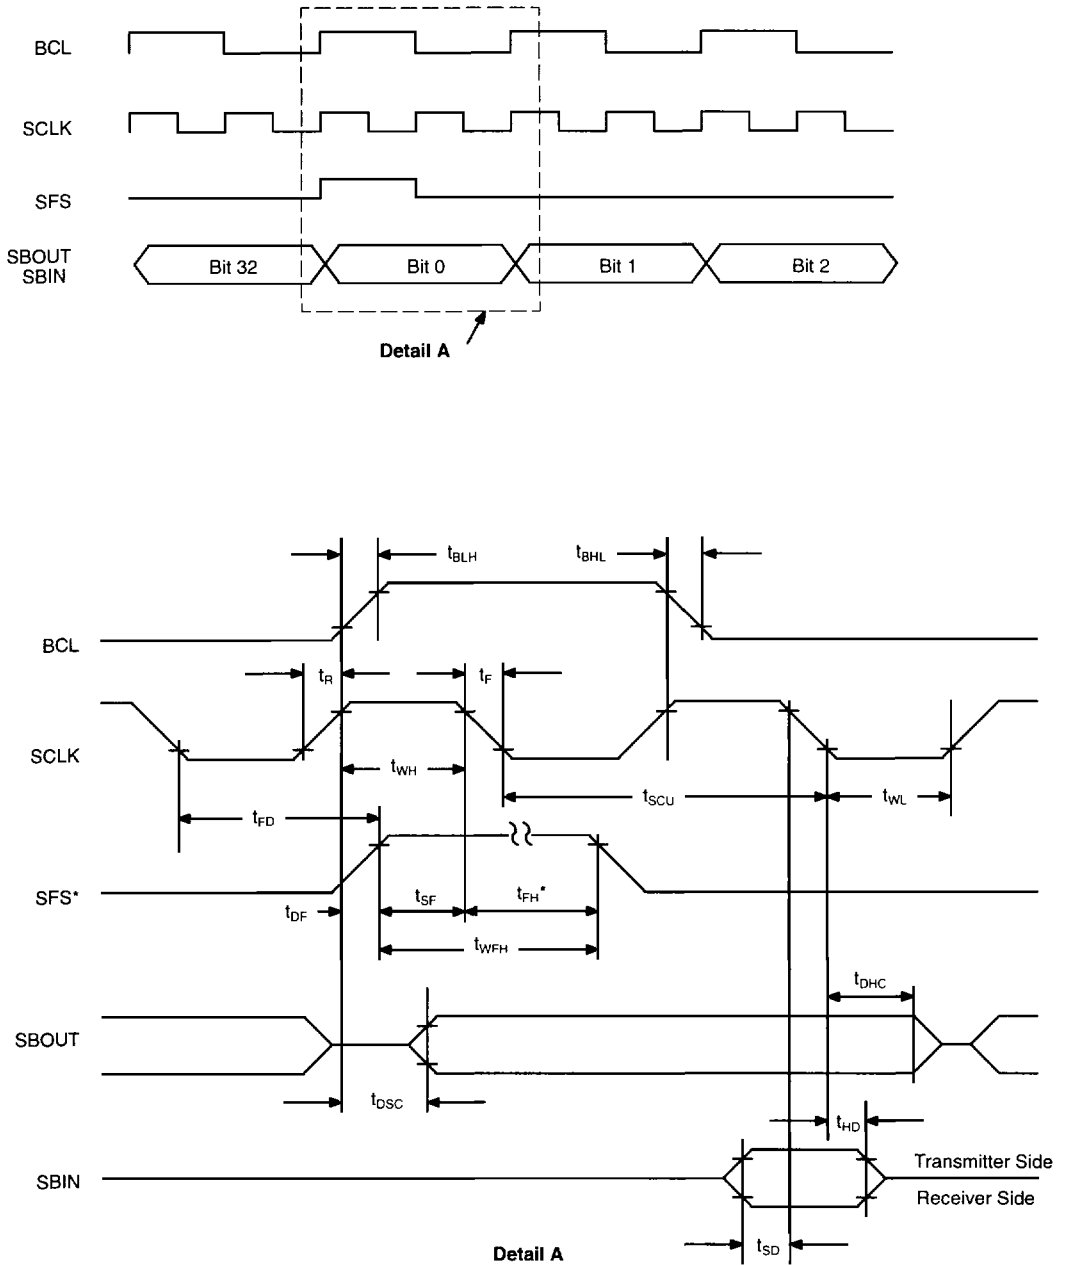 BCL
SCLK
SFS
SBOUT
SBIN
Bit 32
Bit 0
Bit 1
Bit 2
Detail A
tBLH
tBHL
BCL
tR
tF
SCLK
tWH
tSCU
tWL
tFD
SFS*
tDF
tSF
tFH*
tWFH
tDHC
SBOUT
tDSC
tHD
Transmitter Side
SBIN
Receiver Side
tSD
Detail A